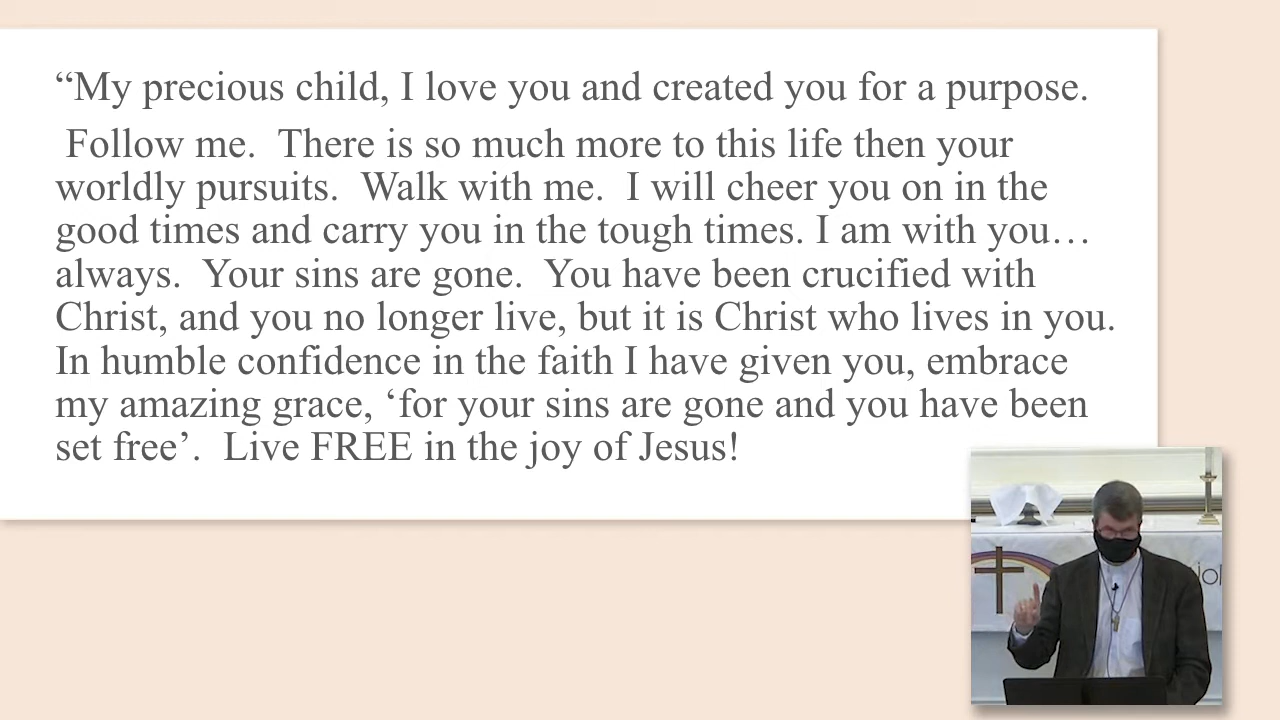 “My precious child, I love you and created you for a purpose.
Follow me.  There is so much more to this life then your
worldly pursuits.  Walk with me.  I will cheer you on in the
good times and carry you in the tough times. I am with you…
always.  Your sins are gone.  You have been crucified with
Christ, and you no longer live, but it is Christ who lives in you.
In humble confidence in the faith I have given you, embrace
my amazing grace, ‘for your sins are gone and you have been
set free’.  Live FREE in the joy of Jesus!